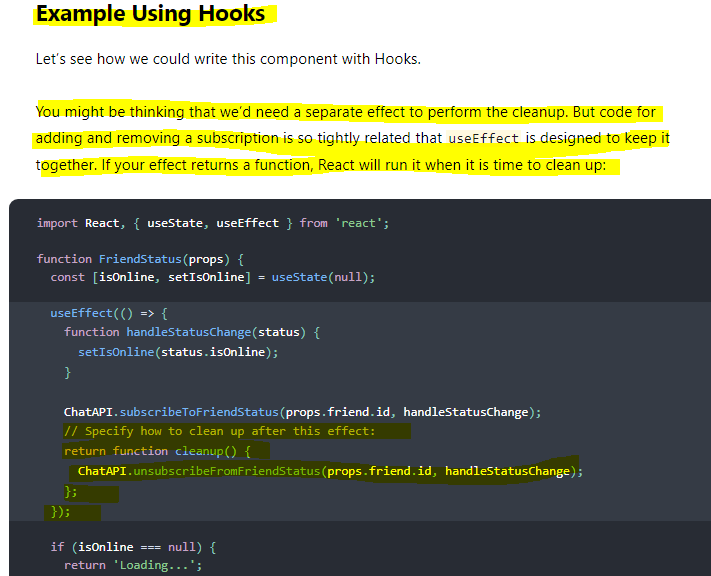 Example Using Hooks
Let's see how we could write this component with Hooks.
You might be thinking that we'd need a separate effect to perform the cleanup. But code for
adding and removing a subscription is so tightly related that useEffect is designed to keep it
together. If your effect returns a function, React will run it when it is time to clean up:
import React, { useState, useEffect } from 'react';
function FriendStatus(props) {
  const [isOnline, setIsOnline] = useState(null);
  useEffect(() => {
    function handleStatusChange(status) {
      setIsOnline(status.isOnline);
    }
    ChatAPI.subscribeToFriendStatus(props.friend.id, handleStatusChange);
    // Specify how to clean up after this effect:
    return function cleanup() {
      ChatAPI.unsubscribeFromFriendStatus(props.friend.id, handleStatusChange);
    };
  });
  if (isOnline === null) {
    return 'Loading...';